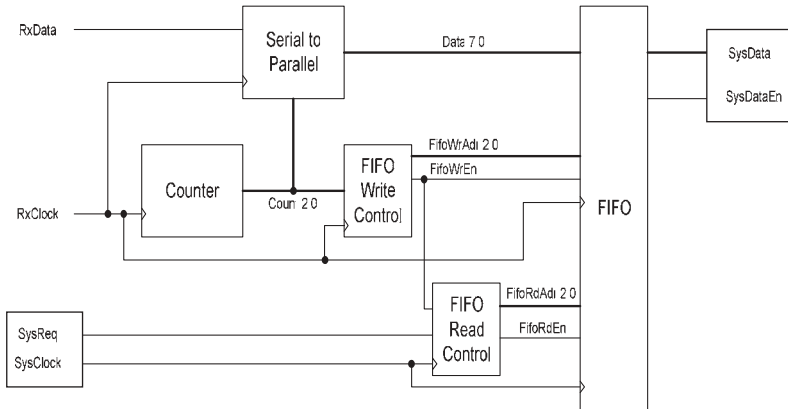 RxData
Serial to
Parallel
Data 7 0
SysData
SysDataEn
FifoWrAdr 2 0
FIFO
Write
Control
FifoWrEn
Counter
Count 2 0
RxClock
FIFO
FifoRdAdr 2 0
FIFO
Read
Control
FifoRdEn
SysReq
SysClock